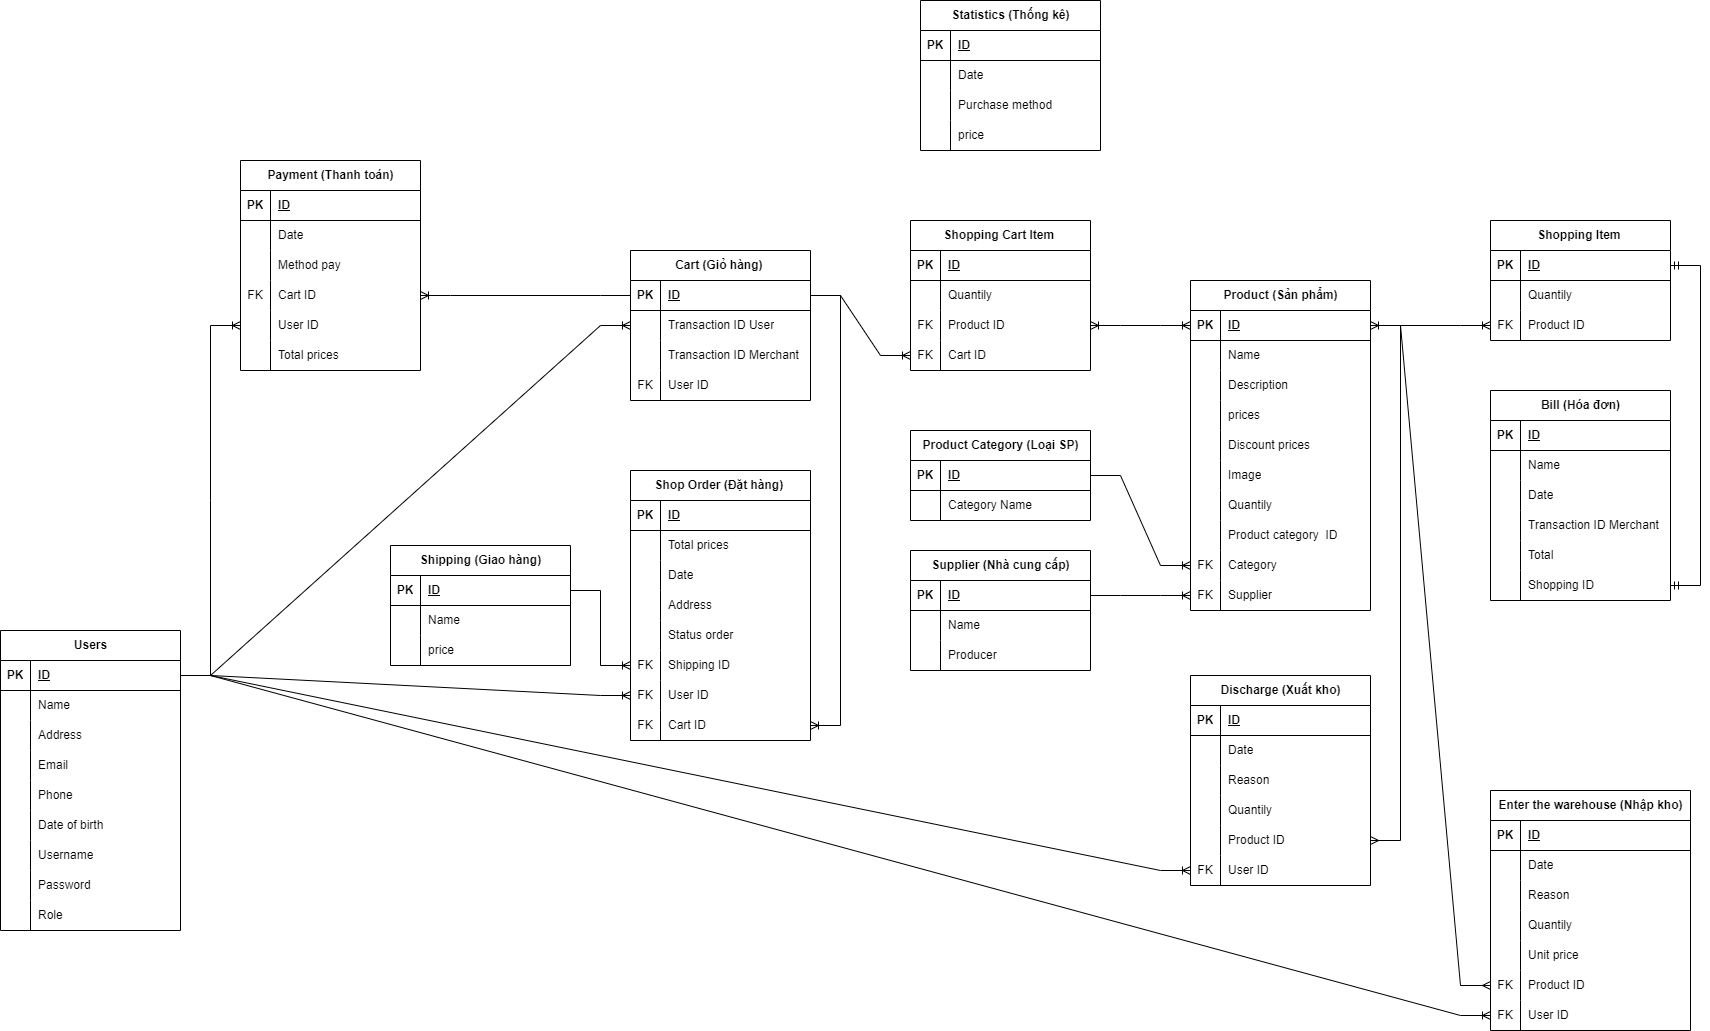 Statistics (Thống kê)
PK ID
Date
Purchase method
price
Payment (Thanh toán)
PK ID
Date
Method pay
FK Cart ID
User ID
Total prices
Cart (Giỏ hàng)
PK ID
Transaction ID User
Transaction ID Merchant
FK User ID
Shopping Cart Item
PK ID
Quantily
FK Product ID
FK Cart ID
Product (Sản phẩm)
PK ID
Name
Description
prices
Discount prices
Image
Quantily
Product category ID
FK Category
FK Supplier
Shopping Item
PK ID
Quantily
FK Product ID
Bill (Hóa đơn)
PK ID
Name
Date
Transaction ID Merchant
Total
Shopping ID
Product Category (Loại SP)
PK ID
Category Name
Supplier (Nhà cung cấp)
PK ID
Name
Producer
Shop Order (Đặt hàng)
PK ID
Total prices
Date
Address
Status order
FK Shipping ID
FK User ID
FK Cart ID
Shipping (Giao hàng)
PK ID
Name
price
Users
PK ID
Name
Address
Email
Phone
Date of birth
Username
Password
Role
Discharge (Xuất kho)
PK ID
Date
Reason
Quantily
Product ID
FK User ID
Enter the warehouse (Nhập kho)
PK ID
Date
Reason
Quantily
Unit price
FK Product ID
FK User ID